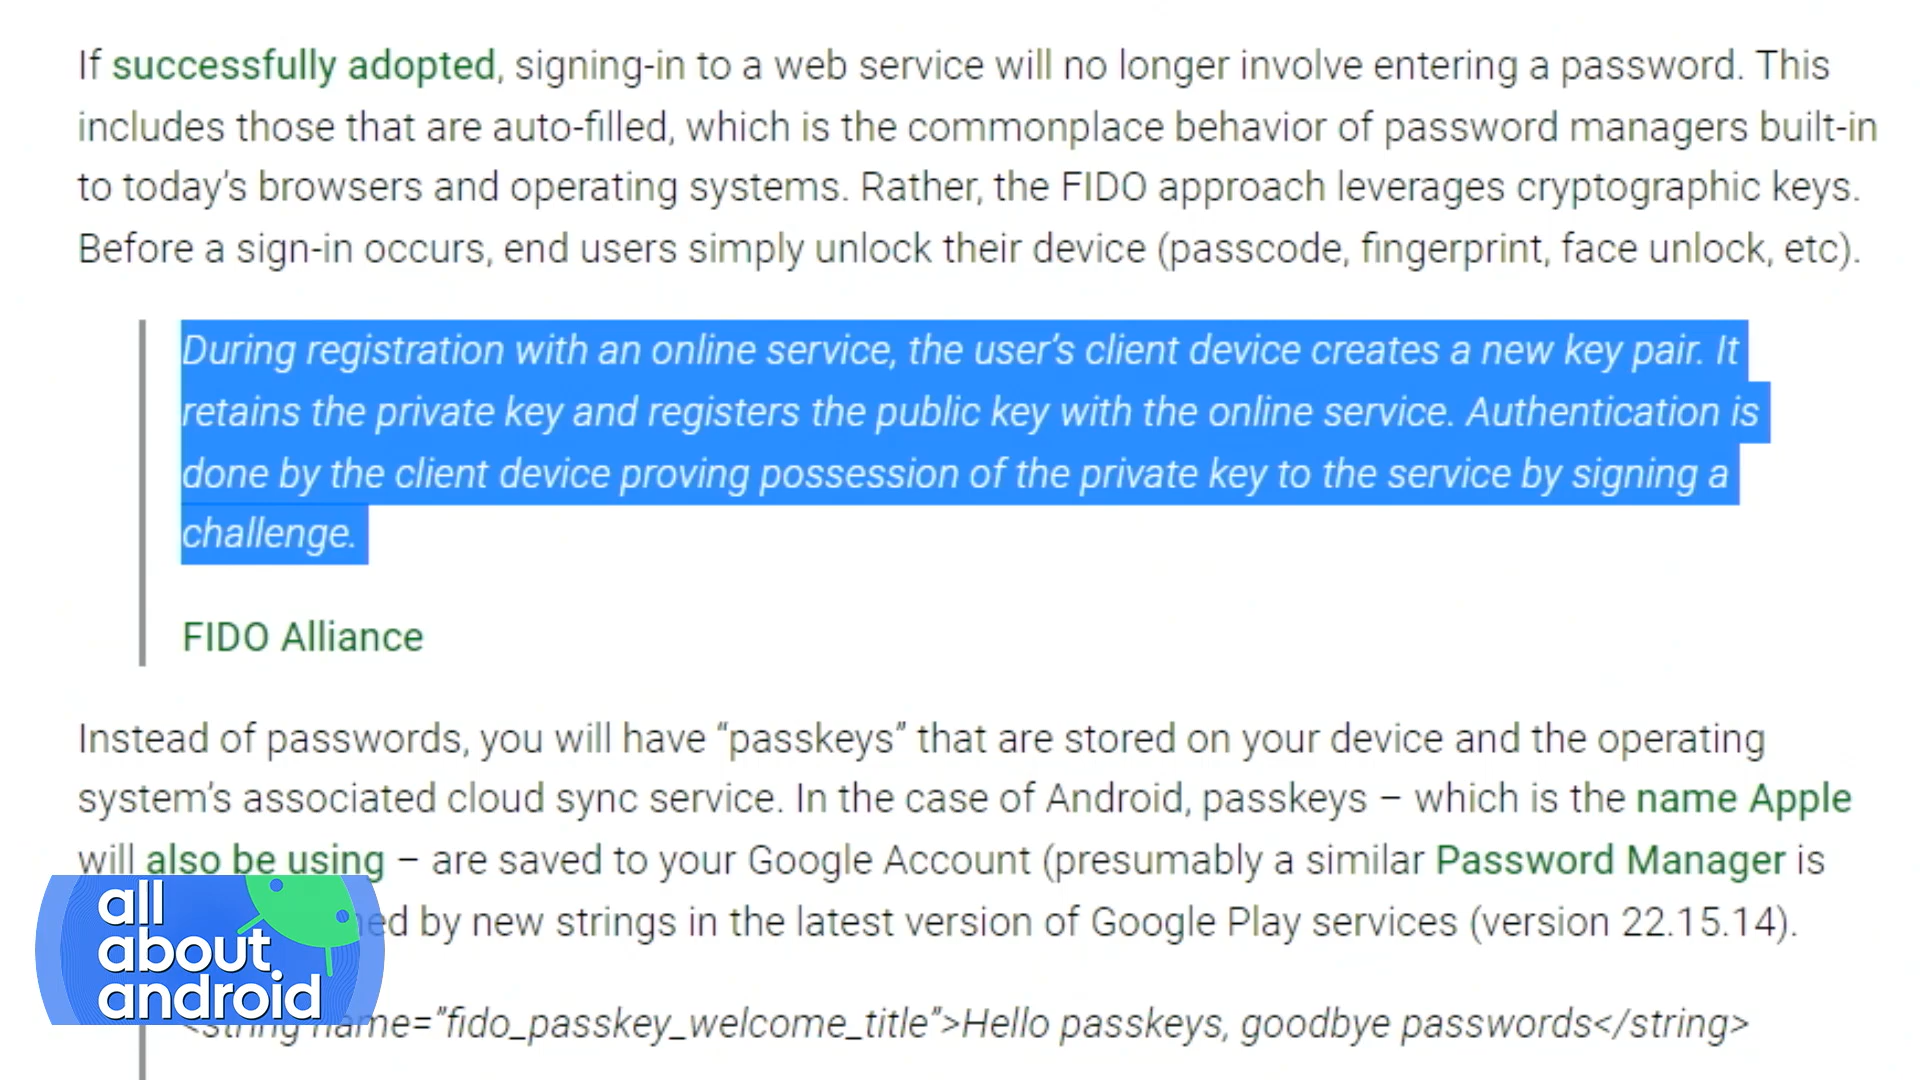 If successfully adopted, signing-in to a web service will no longer involve entering a password. This
includes those that are auto-filled, which is the commonplace behavior of password managers built-in
to today’s browsers and operating systems. Rather, the FIDO approach leverages cryptographic keys.
Before a sign-in occurs, end users simply unlock their device (passcode, fingerprint, face unlock, etc).
During registration with an online service, the user’s client device creates a new key pair. It
retains the private key and registers the public key with the online service. Authentication is
done by the client device proving possession of the private key to the service by signing a
challenge.
FIDO Alliance
Instead of passwords, you will have “passkeys” that are stored on your device and the operating
system’s associated cloud sync service. In the case of Android, passkeys – which is the name Apple
will also be using – are saved to your Google Account (presumably a similar Password Manager is
by new strings in the latest version of Google Play services (version 22.15.14).
<string name=”fido_passkey_welcome_title”>Hello passkeys, goodbye passwords</string>
all
about
android